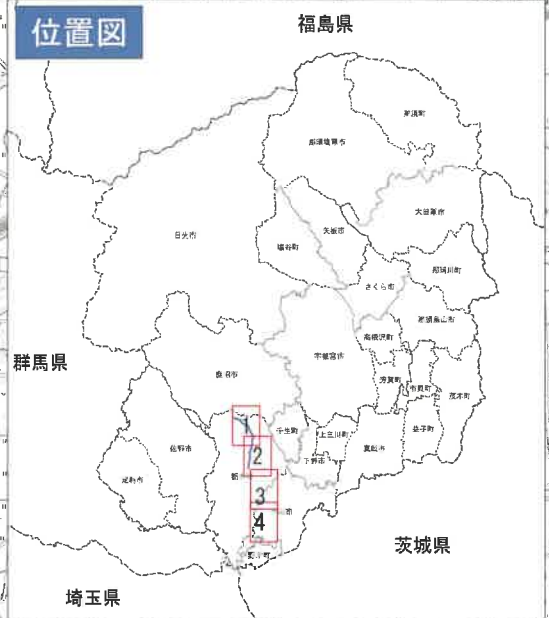 位置図
福島県
那須町
那須塩原市
大田原市
日光市
矢板市
塩谷町
那珂川町
さくら市
那須烏山市
高根沢町
宇都宮市
群馬県
鹿沼市
芳賀町
市貝町
茂木町
1
壬生町
上三川町
益子町
真岡市
佐野市
2
下野市
足利市
栃
3
市
4
茨城県
野木町
埼玉県